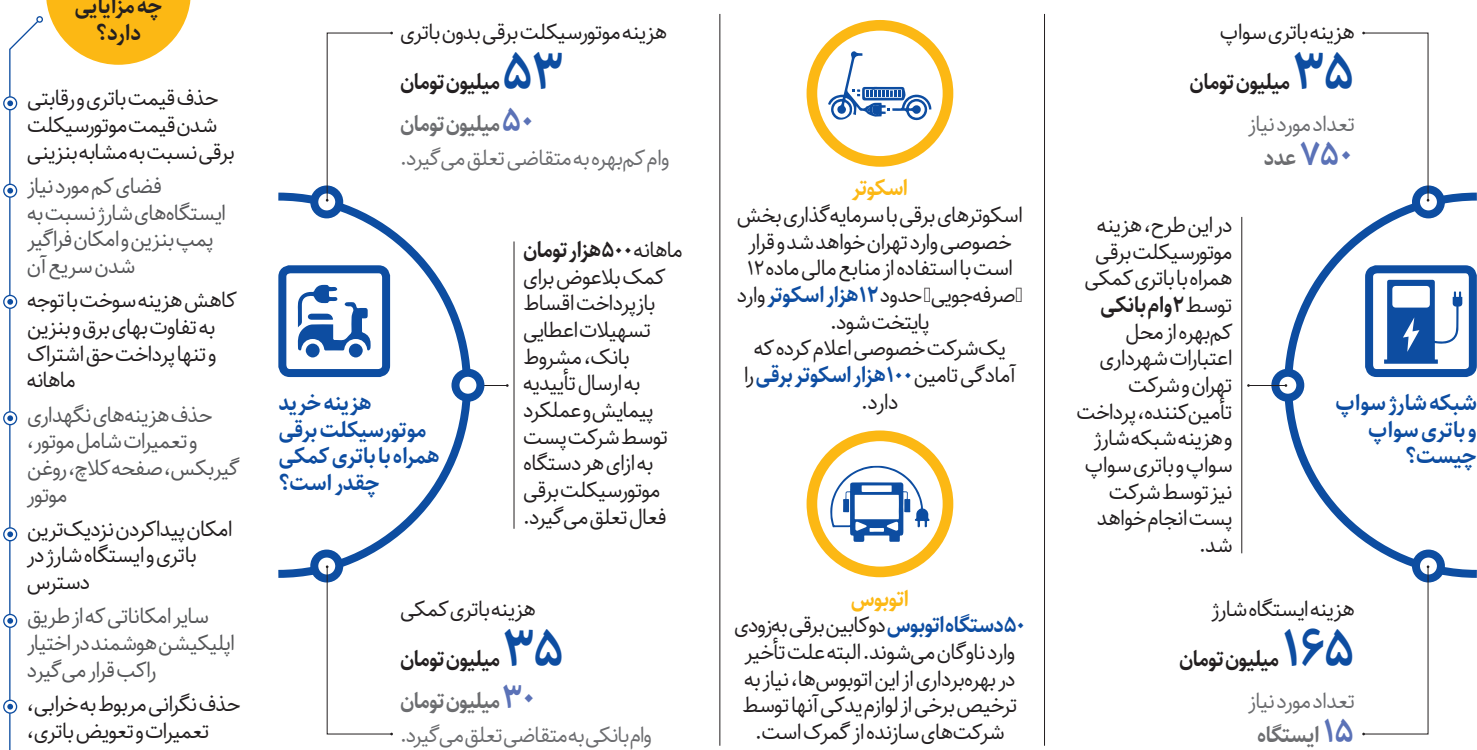 هزینه باتری سواپ
۳۵ میلیون تومان
تعداد مورد نیاز
۷۵۰ عدد
شبکه شارژ سواپ
و باتری سواپ
چیست؟
در این طرح، هزینه
موتورسیکلت برقی
همراه با باتری کمکی
توسط ۲ وام بانکی
کم‌بهره از محل
اعتبارات شهرداری
تهران و شرکت
تأمین‌کننده، پرداخت
و هزینه شبکه شارژ
سواپ و باتری سواپ
نیز توسط شرکت
پست انجام خواهد
شد.
هزینه ایستگاه شارژ
۱۶۵ میلیون تومان
تعداد مورد نیاز
۱۵ ایستگاه
اسکوتر
اسکوترهای برقی با سرمایه‌گذاری بخش
خصوصی وارد تهران خواهد شد و قرار
است با استفاده از منابع مالی ماده ۱۲
صرفه‌جویی حدود ۱۲هزار اسکوتر وارد
پایتخت شود.
یک شرکت خصوصی اعلام کرده که
آمادگی تامین ۱۰۰هزار اسکوتر برقی را
دارد.
اتوبوس
۵۰ دستگاه اتوبوس دوکابین برقی به‌زودی
وارد ناوگان می‌شوند. البته علت تأخیر
در بهره‌برداری از این اتوبوس‌ها، نیاز به
ترخیص برخی از لوازم یدکی آنها توسط
شرکت‌های سازنده از گمرک است.
هزینه موتورسیکلت برقی بدون باتری
۵۳ میلیون تومان
۵۰ میلیون تومان
وام کم‌بهره به متقاضی تعلق می‌گیرد.
ماهانه ۵۰۰هزار تومان
کمک بلاعوض برای
بازپرداخت اقساط
تسهیلات اعطایی
بانک، مشروط
به ارسال تأییدیه
پیمایش و عملکرد
توسط شرکت پست
به ازای هر دستگاه
موتورسیکلت برقی
فعال تعلق می‌گیرد.
هزینه خرید
موتورسیکلت برقی
همراه با باتری کمکی
چقدر است؟
هزینه باتری کمکی
۳۵ میلیون تومان
۳۰ میلیون تومان
وام بانکی به متقاضی تعلق می‌گیرد.
چه مزایایی
دارد؟
حذف قیمت باتری و رقابتی
شدن قیمت موتورسیکلت
برقی نسبت به مشابه بنزینی
فضای کم مورد نیاز
ایستگاه‌های شارژ نسبت به
پمپ بنزین و امکان فراگیر
شدن سریع آن
کاهش هزینه سوخت با توجه
به تفاوت بهای برق و بنزین
و تنها پرداخت حق اشتراک
ماهانه
حذف هزینه‌های نگهداری
و تعمیرات شامل موتور،
گیربکس، صفحه کلاچ، روغن
موتور
امکان پیدا کردن نزدیک‌ترین
باتری و ایستگاه شارژ در
دسترس
سایر امکاناتی که از طریق
اپلیکیشن هوشمند در اختیار
راکب قرار می‌گیرد
حذف نگرانی مربوط به خرابی،
تعمیرات و تعویض باتری،